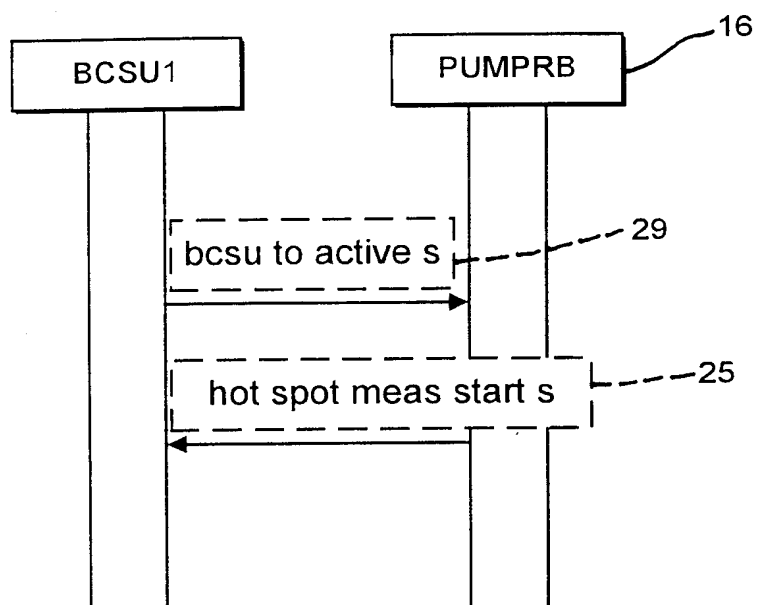 16
BCSU1
PUMPRB
bcsu to active s
29
hot spot meas start s
25